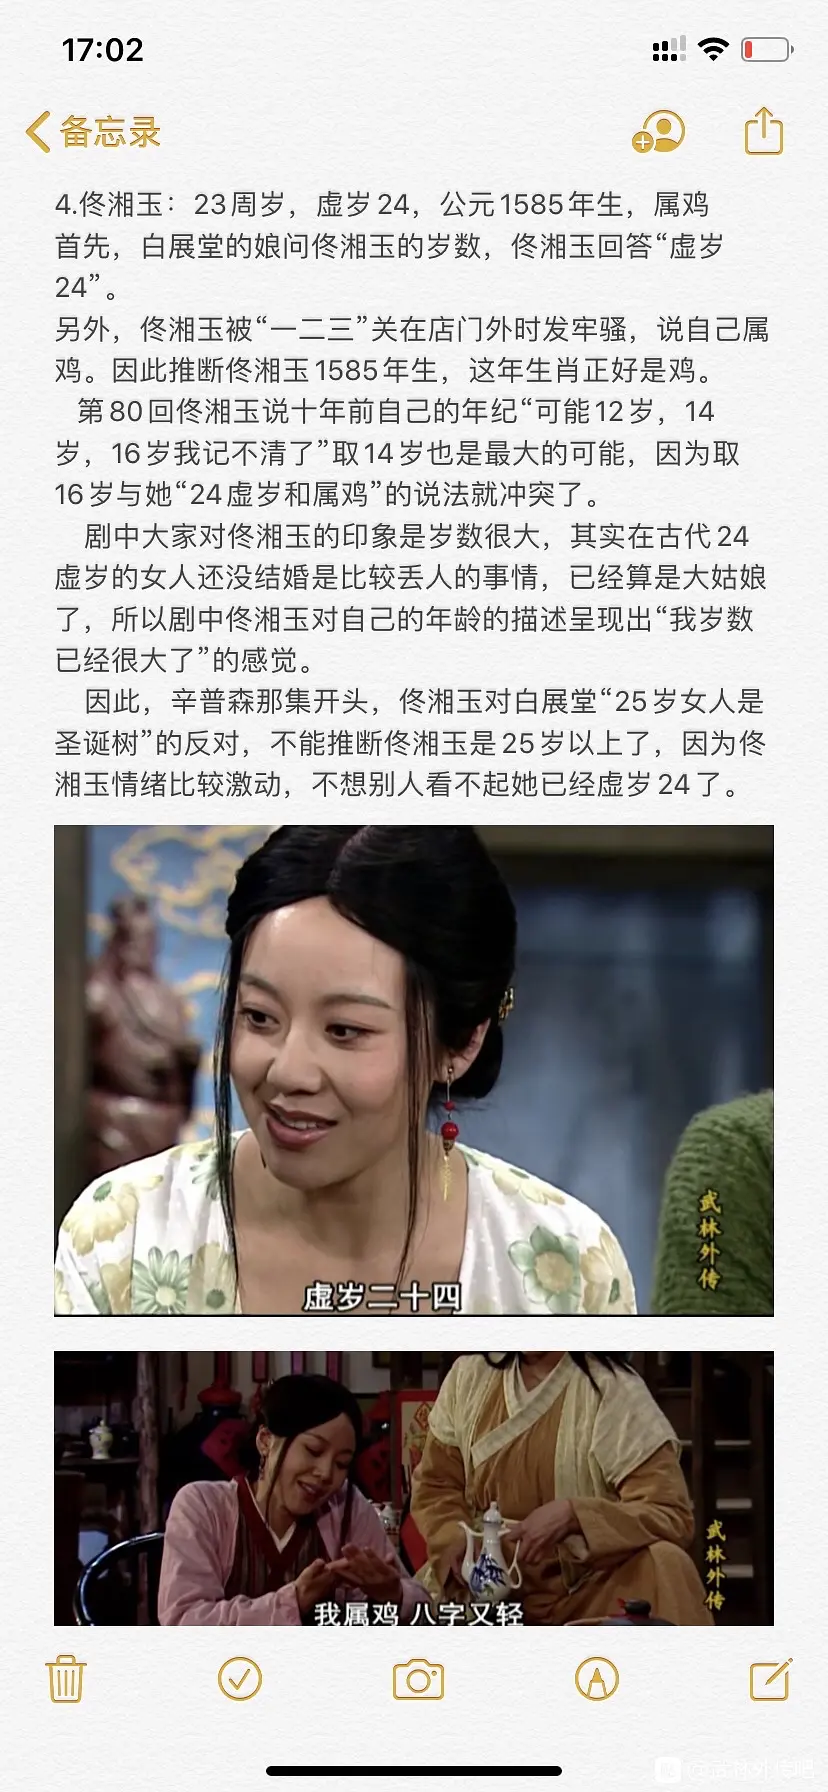 17:02
备忘录
4.佟湘玉：23周岁，虚岁24，公元1585年生，属鸡
首先，白展堂的娘问佟湘玉的岁数，佟湘玉回答“虚岁
24”。
另外，佟湘玉被“一二三”关在店门外时发牢骚，说自己属
鸡。因此推断佟湘玉1585年生，这年生肖正好是鸡。
第80回佟湘玉说十年前自己的年纪“可能12岁，14
岁，16岁我记不清了”取14岁也是最大的可能，因为取
16岁与她“24虚岁和属鸡”的说法就冲突了。
剧中大家对佟湘玉的印象是岁数很大，其实在古代24
虚岁的女人还没结婚是比较丢人的事情，已经算是大姑娘
了，所以剧中佟湘玉对自己的年龄的描述呈现出“我岁数
已经很大了”的感觉。
因此，辛普森那集开头，佟湘玉对白展堂“25岁女人是
圣诞树”的反对，不能推断佟湘玉是25岁以上了，因为佟
湘玉情绪比较激动，不想别人看不起她已经虚岁24了。
武林外传
虚岁二十四
武林外传
我属鸡 八字又轻